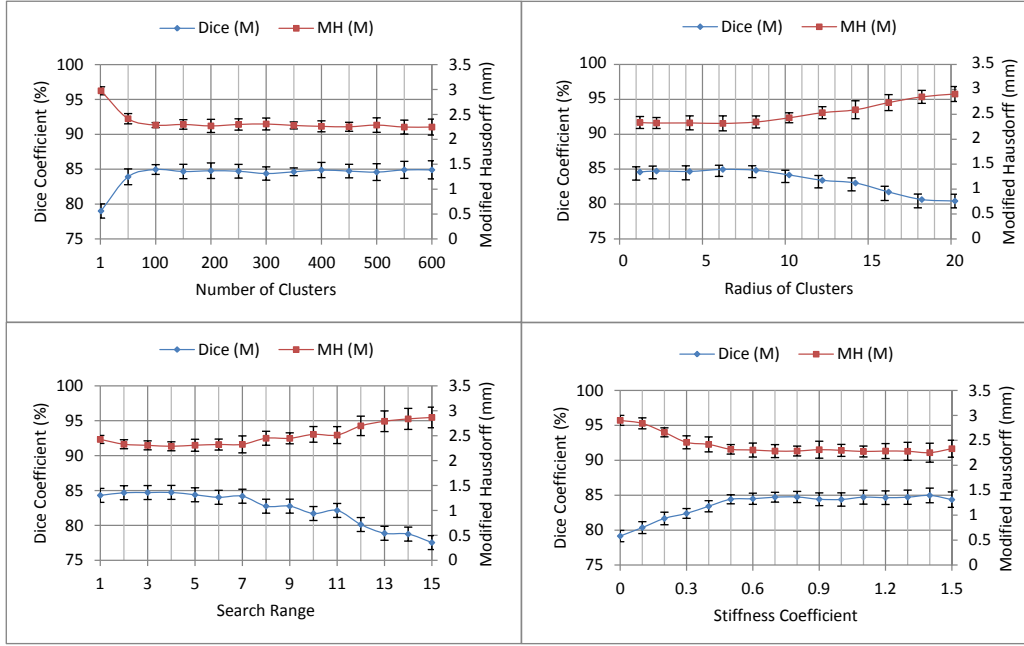 Dice (M) MH (M)
Dice Coefficient (%)
100
95
90
85
80
75
3.5
3
2.5
2
1.5
1
0.5
0
Modified Hausdorff (mm)
1 100 200 300 400 500 600
Number of Clusters
Dice (M) MH (M)
Dice Coefficient (%)
100
95
90
85
80
75
3.5
3
2.5
2
1.5
1
0.5
0
Modified Hausdorff (mm)
0 5 10 15 20
Radius of Clusters
Dice (M) MH (M)
Dice Coefficient (%)
100
95
90
85
80
75
3.5
3
2.5
2
1.5
1
0.5
0
Modified Hausdorff (mm)
1 3 5 7 9 11 13 15
Search Range
Dice (M) MH (M)
Dice Coefficient (%)
100
95
90
85
80
75
3.5
3
2.5
2
1.5
1
0.5
0
Modified Hausdorff (mm)
0 0.3 0.6 0.9 1.2 1.5
Stiffness Coefficient